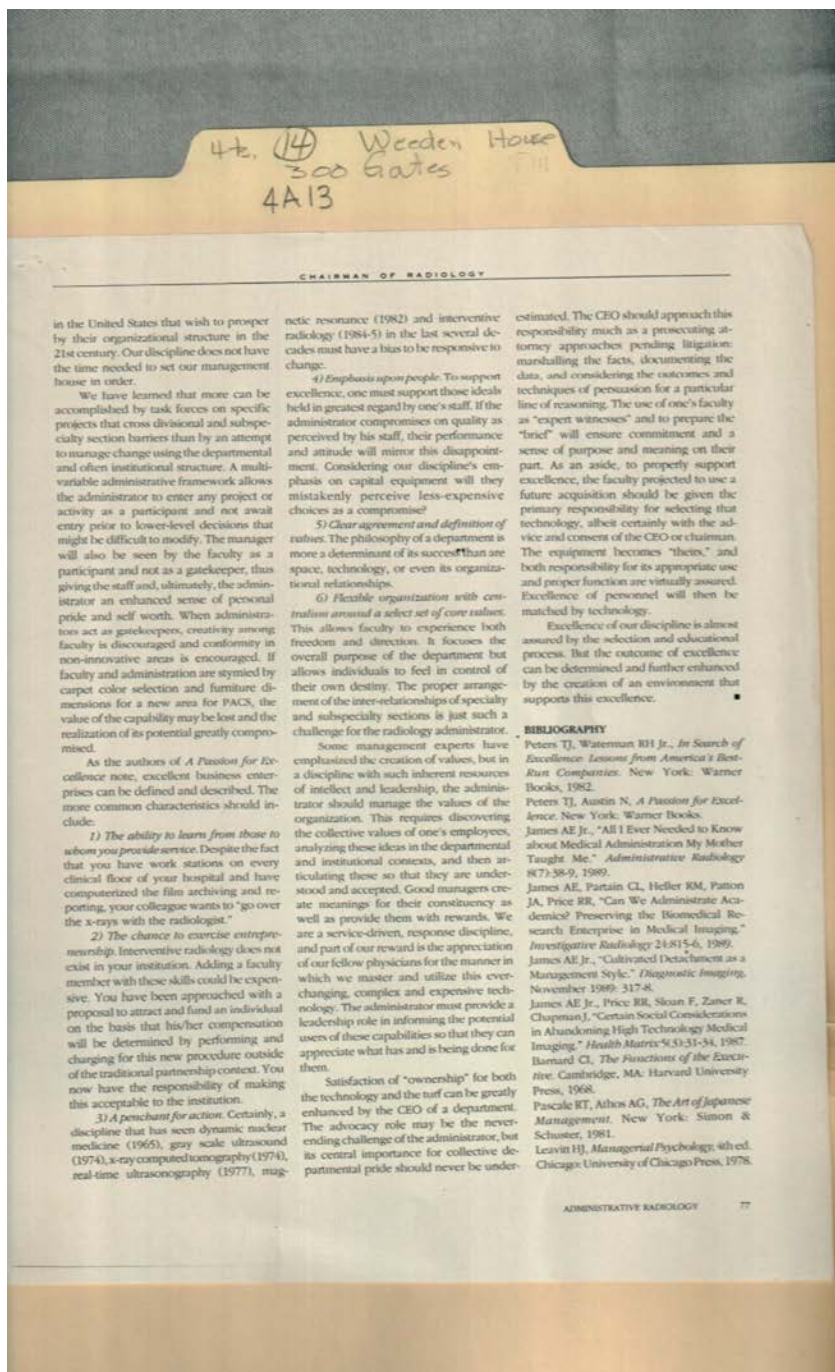 4tz. 14 Weeden House
300 Gates
4A13
CHAIRMAN OF RADIOLOGY
in the United States that wish to prosper
by their organizational structure in the
21st century. Our discipline does not have
the time needed to set our management
house in order.
We have learned that more can be
accomplished by task forces on specific
projects that cross divisional and subspe-
cialty section barriers than by an attempt
to manage change using the departmental
and often institutional structure. A multi-
variable administrative framework allows
the administrator to enter any project or
activity as a participant and not await
entry prior to lower-level decisions that
might be difficult to modify. The manager
will also be seen by the faculty as a
participant and not as a gatekeeper, thus
giving the staff and, ultimately, the admin-
istrator an enhanced sense of personal
pride and self worth. When administra-
tors act as gatekeepers, creativity among
faculty is discouraged and conformity in
non-innovative areas is encouraged. If
faculty and administration are stymied by
carpet color selection and furniture di-
mensions for a new area for PACS, the
value of the capability may be lost and the
realization of its potential greatly compro-
mised.
As the authors of A Passion for Ex-
cellence note, excellent business enter-
prises can be defined and described. The
more common characteristics should in-
clude:
1) The ability to learn from those to
whom you provide service. Despite the fact
that you have work stations on every
clinical floor of your hospital and have
computerized the film archiving and re-
porting, your colleague wants to "go over
the x-rays with the radiologist."
2) The chance to exercise entrepre-
neurship. Interventive radiology does not
exist in your institution. Adding a faculty
member with these skills could be expen-
sive. You have been approached with a
proposal to attract and fund an individual
on the basis that his/her compensation
will be determined by performing and
charging for this new procedure outside
of the traditional partnership context. You
now have the responsibility of making
this acceptable to the institution.
3) A penchant for action. Certainly, a
discipline that has seen dynamic nuclear
medicine (1965), gray scale ultrasound
(1974), x-ray computed tomography (1974),
real-time ultrasonography (1977), mag-
netic resonance (1982) and interventive
radiology (1984-5) in the last several de-
cades must have a bias to be responsive to
change.
4) Emphasis upon people. To support
excellence, one must support those ideals
held in greatest regard by one's staff. If the
administrator compromises on quality as
perceived by his staff, their performance
and attitude will mirror this disappoint-
ment. Considering our discipline's em-
phasis on capital equipment will they
mistakenly perceive less-expensive
choices as a compromise?
5) Clear agreement and definition of
values. The philosophy of a department is
more a determinant of its success than are
space, technology, or even its organiza-
tional relationships.
6) Flexible organization with cen-
tralism around a select set of core values.
This allows faculty to experience both
freedom and direction. It focuses the
overall purpose of the department but
allows individuals to feel in control of
their own destiny. The proper arrange-
ment of the inter-relationships of specialty
and subspecialty sections is just such a
challenge for the radiology administrator.
Some management experts have
emphasized the creation of values, but in
a discipline with such inherent resources
of intellect and leadership, the adminis-
trator should manage the values of the
organization. This requires discovering
the collective values of one's employees,
analyzing these ideas in the departmental
and institutional contexts, and then ar-
ticulating these so that they are under-
stood and accepted. Good managers cre-
ate meanings for their constituency as
well as provide them with rewards. We
are a service-driven, response discipline,
and part of our reward is the appreciation
of our fellow physicians for the manner in
which we master and utilize this ever-
changing, complex and expensive tech-
nology. The administrator must provide a
leadership role in informing the potential
users of these capabilities so that they can
appreciate what has and is being done for
them.
Satisfaction of "ownership" for both
the technology and the turf can be greatly
enhanced by the CEO of a department.
The advocacy role may be the never-
ending challenge of the administrator, but
its central importance for collective de-
partmental pride should never be under-
estimated. The CEO should approach this
responsibility much as a prosecuting at-
torney approaches pending litigation:
marshalling the facts, documenting the
data, and considering the outcomes and
techniques of persuasion for a particular
line of reasoning. The use of one's faculty
as "expert witnesses" and to prepare the
"brief" will ensure commitment and a
sense of purpose and meaning on their
part. As an aside, to properly support
excellence, the faculty projected to use a
future acquisition should be given the
primary responsibility for selecting that
technology, albeit certainly with the ad-
vice and consent of the CEO or chairman.
The equipment becomes "theirs," and
both responsibility for its appropriate use
and proper function are virtually assured.
Excellence of personnel will then be
matched by technology.
Excellence of our discipline is almost
assured by the selection and educational
process. But the outcome of excellence
can be determined and further enhanced
by the creation of an environment that
supports this excellence. ■
BIBLIOGRAPHY
Peters TJ, Waterman RH Jr., In Search of
Excellence: Lessons from America's Best-
Run Companies. New York: Warner
Books, 1982.
Peters TJ, Austin N, A Passion for Excel-
lence. New York: Warner Books.
James AE Jr., "All I Ever Needed to Know
about Medical Administration My Mother
Taught Me." Administrative Radiology
8(7):38-9, 1989.
James AE, Partain CL, Heller RM, Patton
JA, Price RR, "Can We Administrate Aca-
demics? Preserving the Biomedical Re-
search Enterprise in Medical Imaging."
Investigative Radiology 24:815-6, 1989.
James AE Jr., "Cultivated Detachment as a
Management Style." Diagnostic Imaging,
November 1989: 317-8.
James AE Jr., Price RR, Sloan F, Zaner R,
Chapman J, "Certain Social Considerations
in Abandoning High Technology Medical
Imaging." Health Matrix 5(3):31-34, 1987.
Barnard CI, The Functions of the Execu-
tive. Cambridge, MA: Harvard University
Press, 1968.
Pascale RT, Athos AG, The Art of Japanese
Management. New York: Simon &
Schuster, 1981.
Leavitt HJ, Managerial Psychology, 4th ed.
Chicago: University of Chicago Press, 1978.
ADMINISTRATIVE RADIOLOGY 77